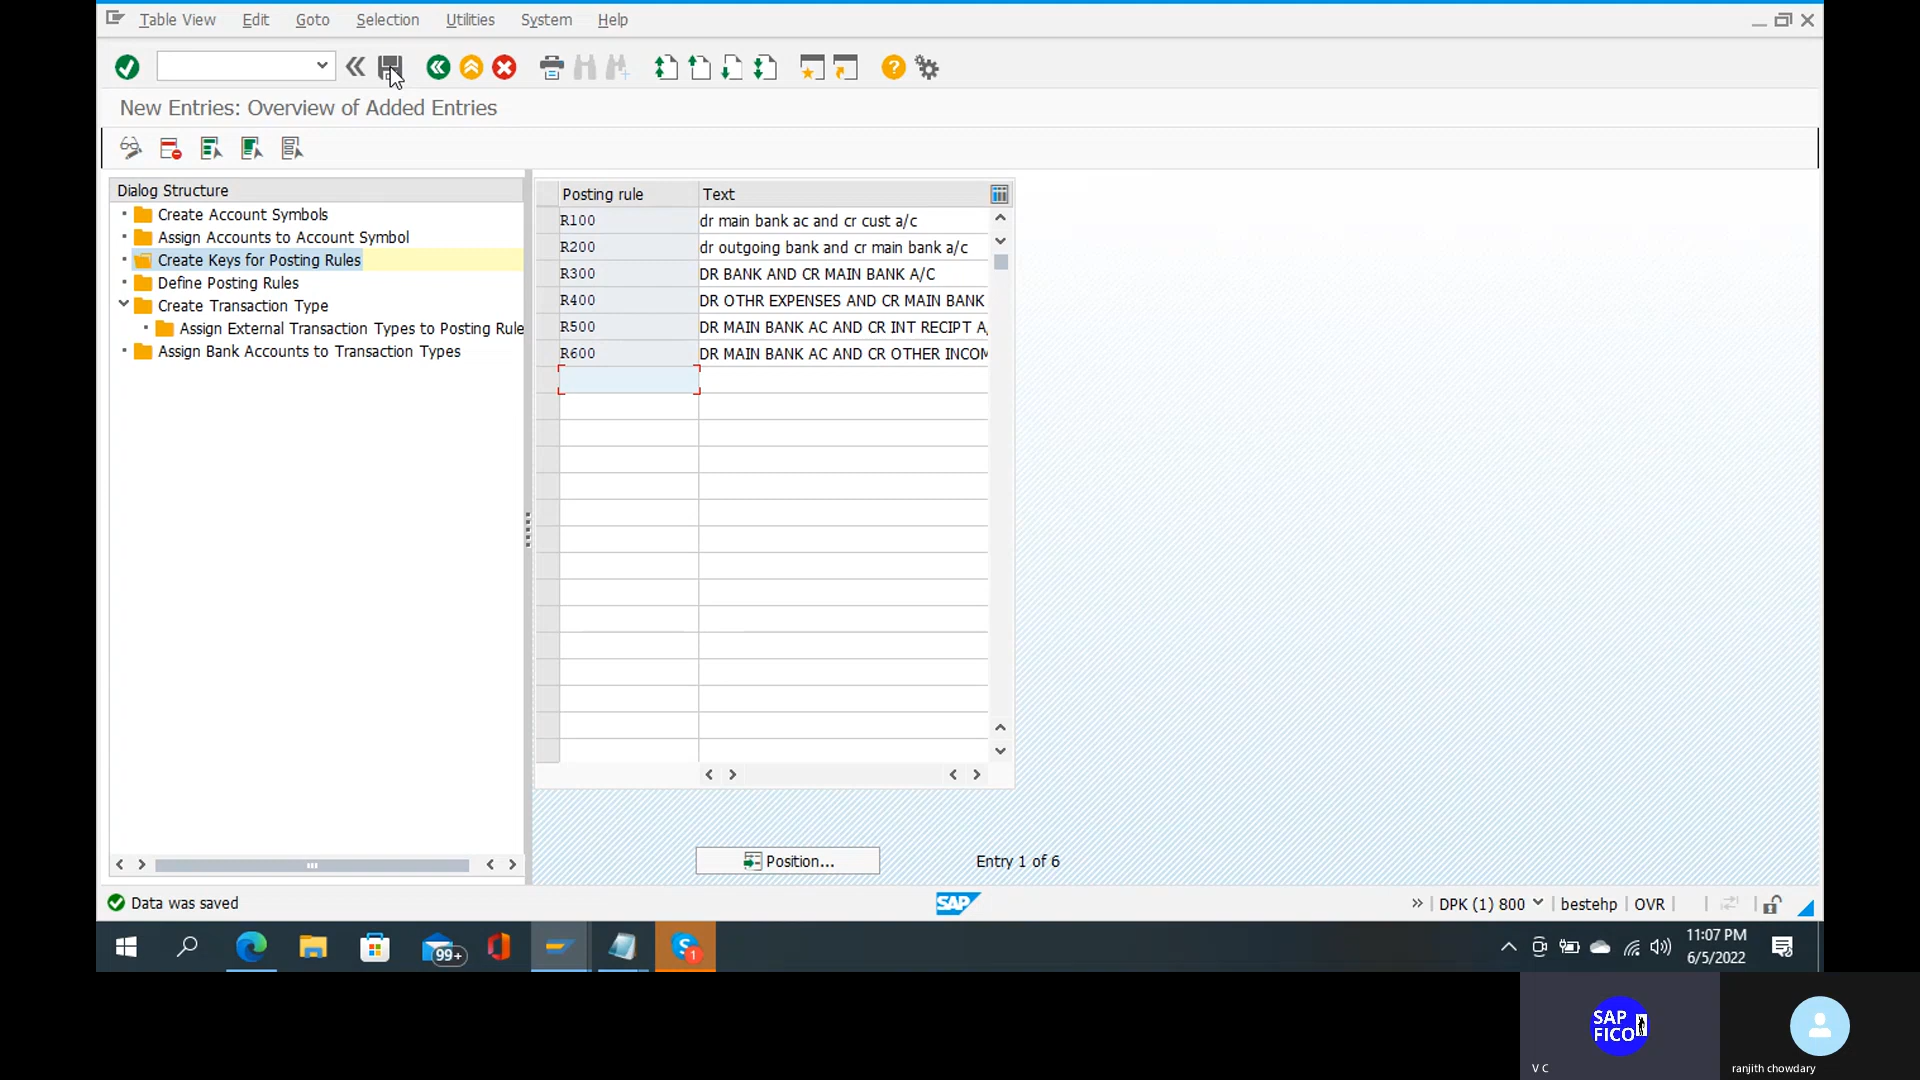 Table View Edit Goto Selection Utilities System Help
New Entries: Overview of Added Entries
Dialog Structure
Create Account Symbols
Assign Accounts to Account Symbol
Create Keys for Posting Rules
Define Posting Rules
Create Transaction Type
Assign External Transaction Types to Posting Rule
Assign Bank Accounts to Transaction Types
Posting rule Text
R100 dr main bank ac and cr cust a/c
R200 dr outgoing bank and cr main bank a/c
R300 DR BANK AND CR MAIN BANK A/C
R400 DR OTHR EXPENSES AND CR MAIN BANK
R500 DR MAIN BANK AC AND CR INT RECIPT A/
R600 DR MAIN BANK AC AND CR OTHER INCOM
Position... Entry 1 of 6
Data was saved
SAP
DPK (1) 800 bestehp OVR
99+
S 1
11:07 PM
6/5/2022
SAP
FICO
V C
ranjith chowdary